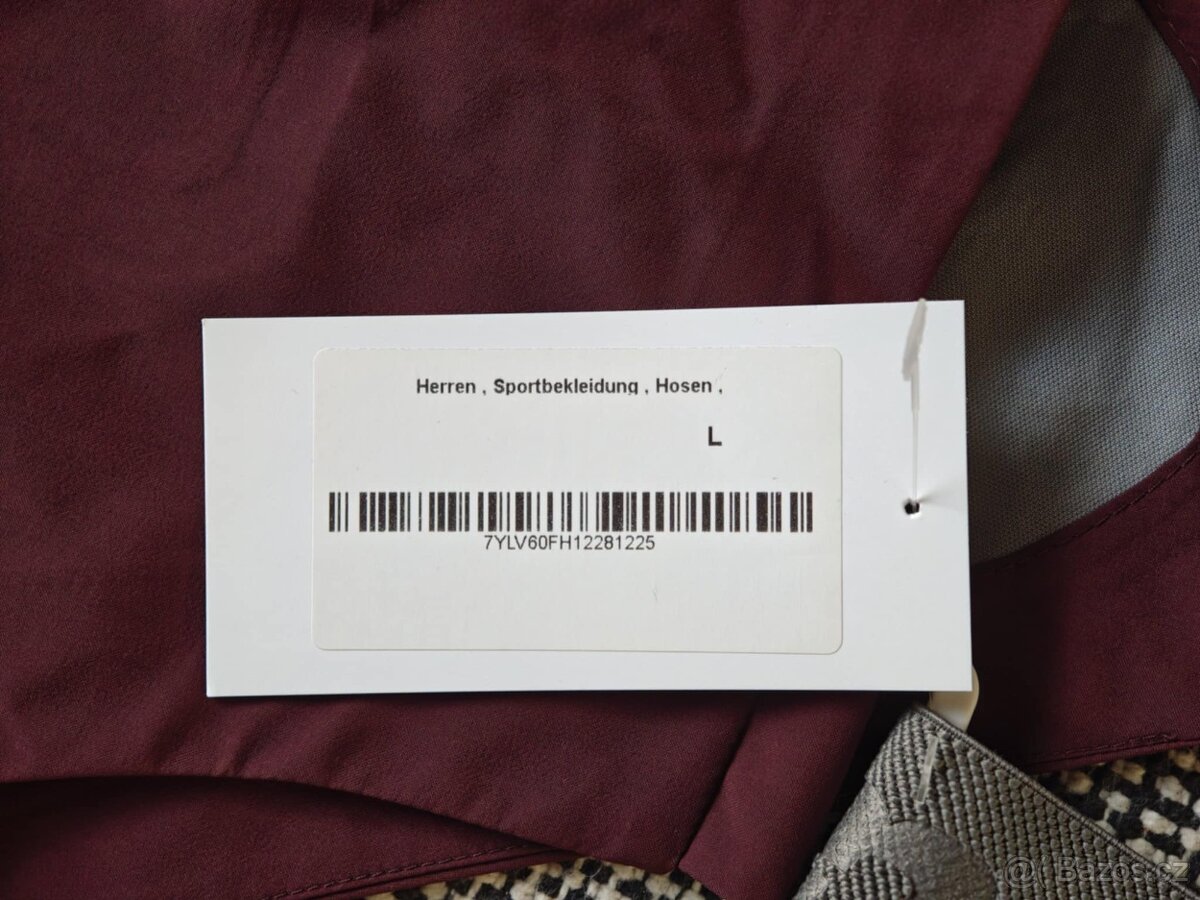 Herren , Sportbekleidung , Hosen ,
L
7YLV60FH12281225
@ Bazos.cz